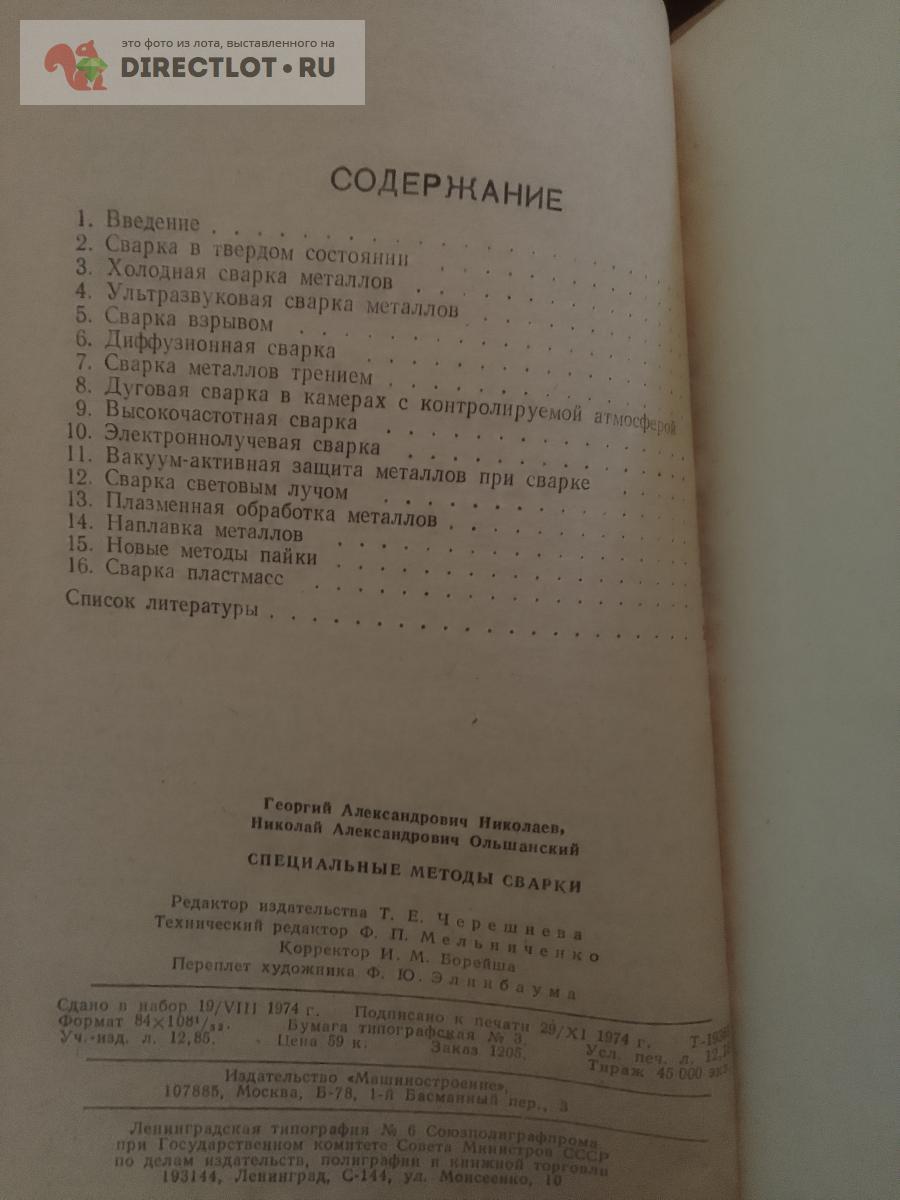 это фото из лота, выставленного на
DIRECTLOT.RU
СОДЕРЖАНИЕ
1. Введение
2. Сварка в твердом состоянии
3. Холодная сварка металлов
4. Ультразвуковая сварка металлов
5. Сварка взрывом
6. Диффузионная сварка
7. Сварка металлов трением
8. Дуговая сварка в камерах с контролируемой атмосферой
9. Высокочастотная сварка
10. Электроннолучевая сварка
11. Вакуум-активная защита металлов при сварке
12. Сварка световым лучом
13. Плазменная обработка металлов
14. Наплавка металлов
15. Новые методы пайки
16. Сварка пластмасс
Список литературы
Георгий Александрович Николаев,
Николай Александрович Ольшанский
СПЕЦИАЛЬНЫЕ МЕТОДЫ СВАРКИ
Редактор издательства Т. Е. Черешнева
Технический редактор Ф. П. Мельниченко
Корректор И. М. Борейша
Переплет художника Ф. Ю. Элинбаума
Сдано в набор 19/VIII 1974 г. Подписано к печати 29/XI 1974 г.
Формат 84×108 1/32. Бумага типографская № 3. Усл. печ. л.
Уч.-изд. л. 12,85. Цена 59 к. Заказ 1205. Тираж 45 000 экз.
Издательство «Машиностроение»,
107885, Москва, Б-78, 1-й Басманный пер., 3
Ленинградская типография № 6 Союзполиграфпрома
при Государственном комитете Совета Министров СССР
по делам издательств, полиграфии и книжной торговли
193144, Ленинград, С-144, ул. Моисеенко, 10